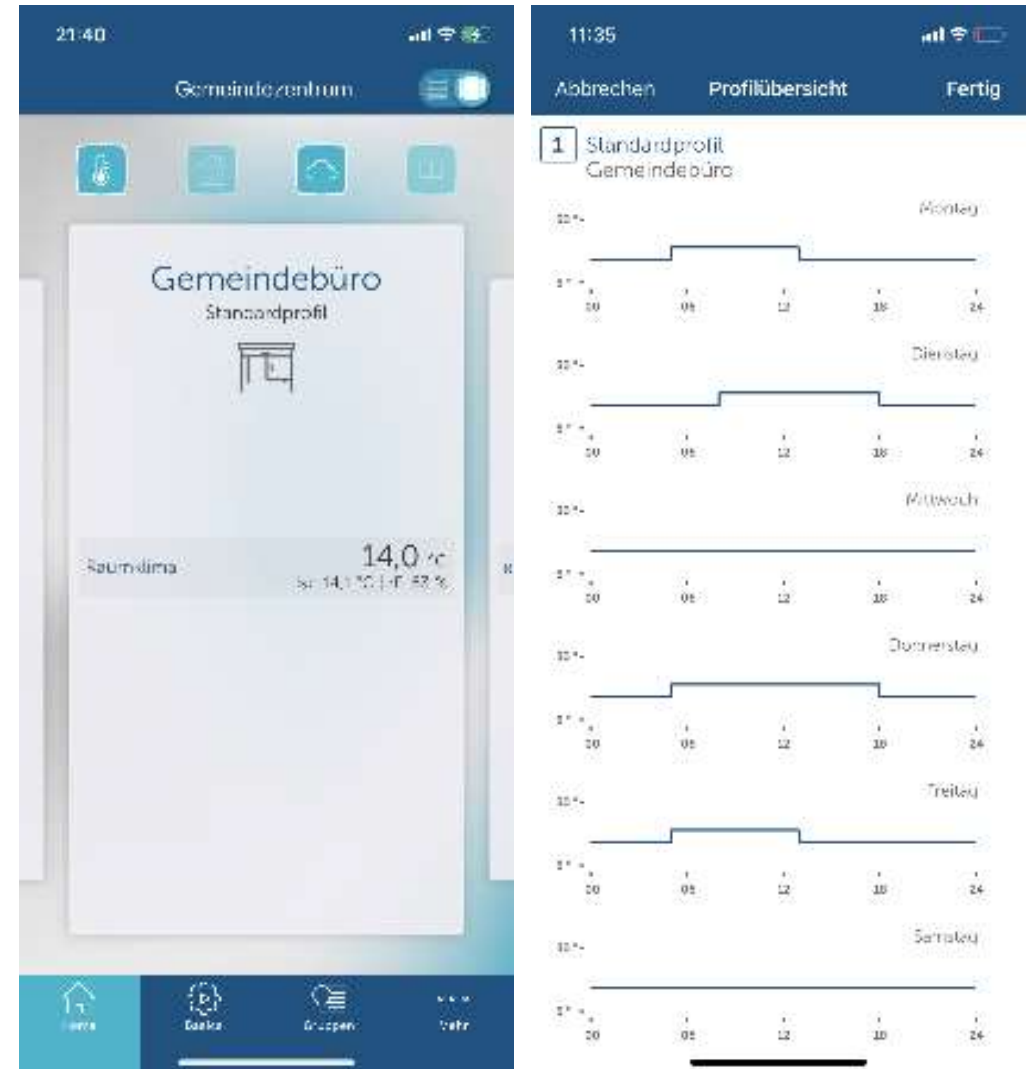 21:40
Gemeindezentrum
Gemeindebüro
Standardprofil
Raumklima
14,0 °C
14,1 °C
Home
Gruppen
Mehr
11:35
Abbrechen
Profilübersicht
Fertig
1 Standardprofil
Gemeindebüro
Montag
00 06 12 18 24
Dienstag
00 06 12 18 24
Mittwoch
00 06 12 18 24
Donnerstag
00 06 12 18 24
Freitag
00 06 12 18 24
Samstag
00 06 12 18 24